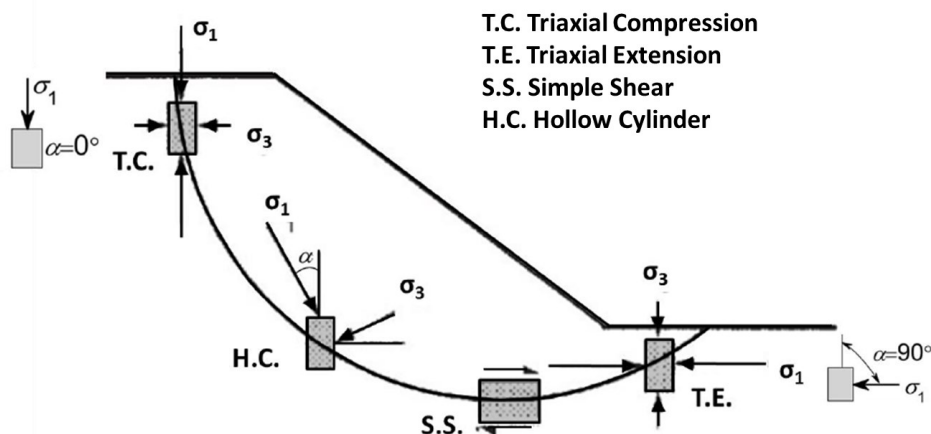 T.C. Triaxial Compression
T.E. Triaxial Extension
S.S. Simple Shear
H.C. Hollow Cylinder
σ1
σ1
α=0°
σ3
T.C.
σ1
α
σ3
H.C.
S.S.
σ3
σ1
T.E.
α=90°
σ1